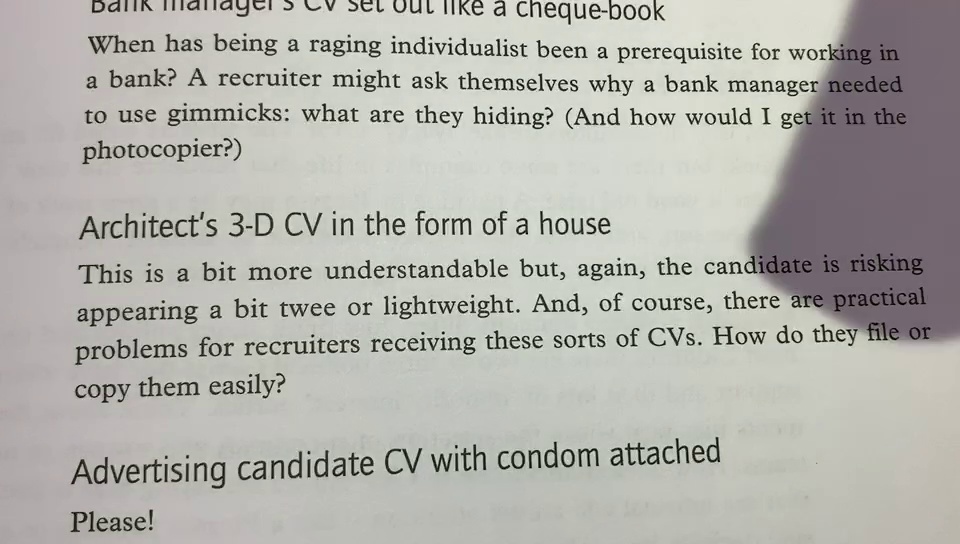 Bank manager's CV set out like a cheque-book
When has being a raging individualist been a prerequisite for working in
a bank? A recruiter might ask themselves why a bank manager needed
to use gimmicks: what are they hiding? (And how would I get it in the
photocopier?)
Architect's 3-D CV in the form of a house
This is a bit more understandable but, again, the candidate is risking
appearing a bit twee or lightweight. And, of course, there are practical
problems for recruiters receiving these sorts of CVs. How do they file or
copy them easily?
Advertising candidate CV with condom attached
Please!